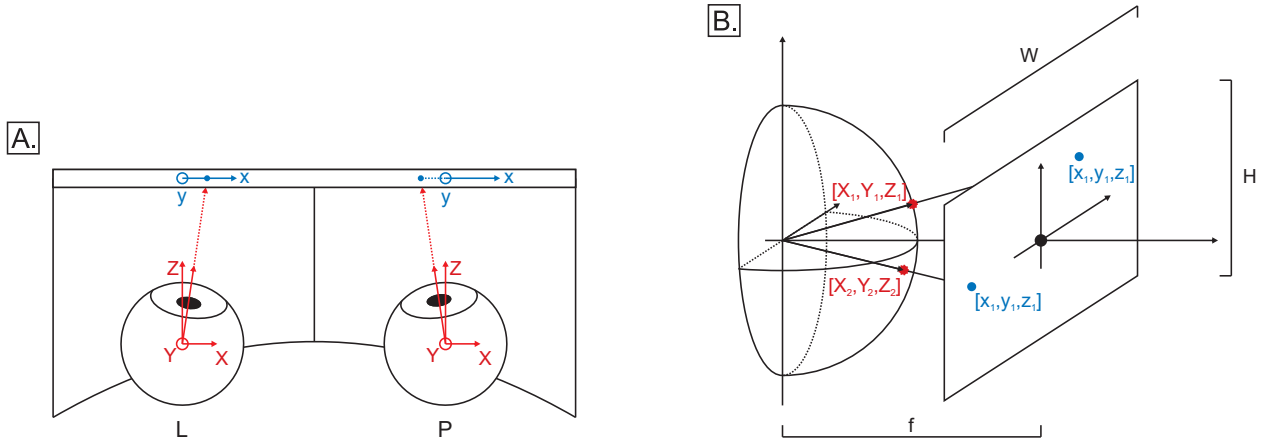 A.
x
y
x
y
Z
Y
X
Z
Y
X
L
P
B.
W
H
[X₁,Y₁,Z₁]
[x₁,y₁,z₁]
[X₂,Y₂,Z₂]
[x₁,y₁,z₁]
f